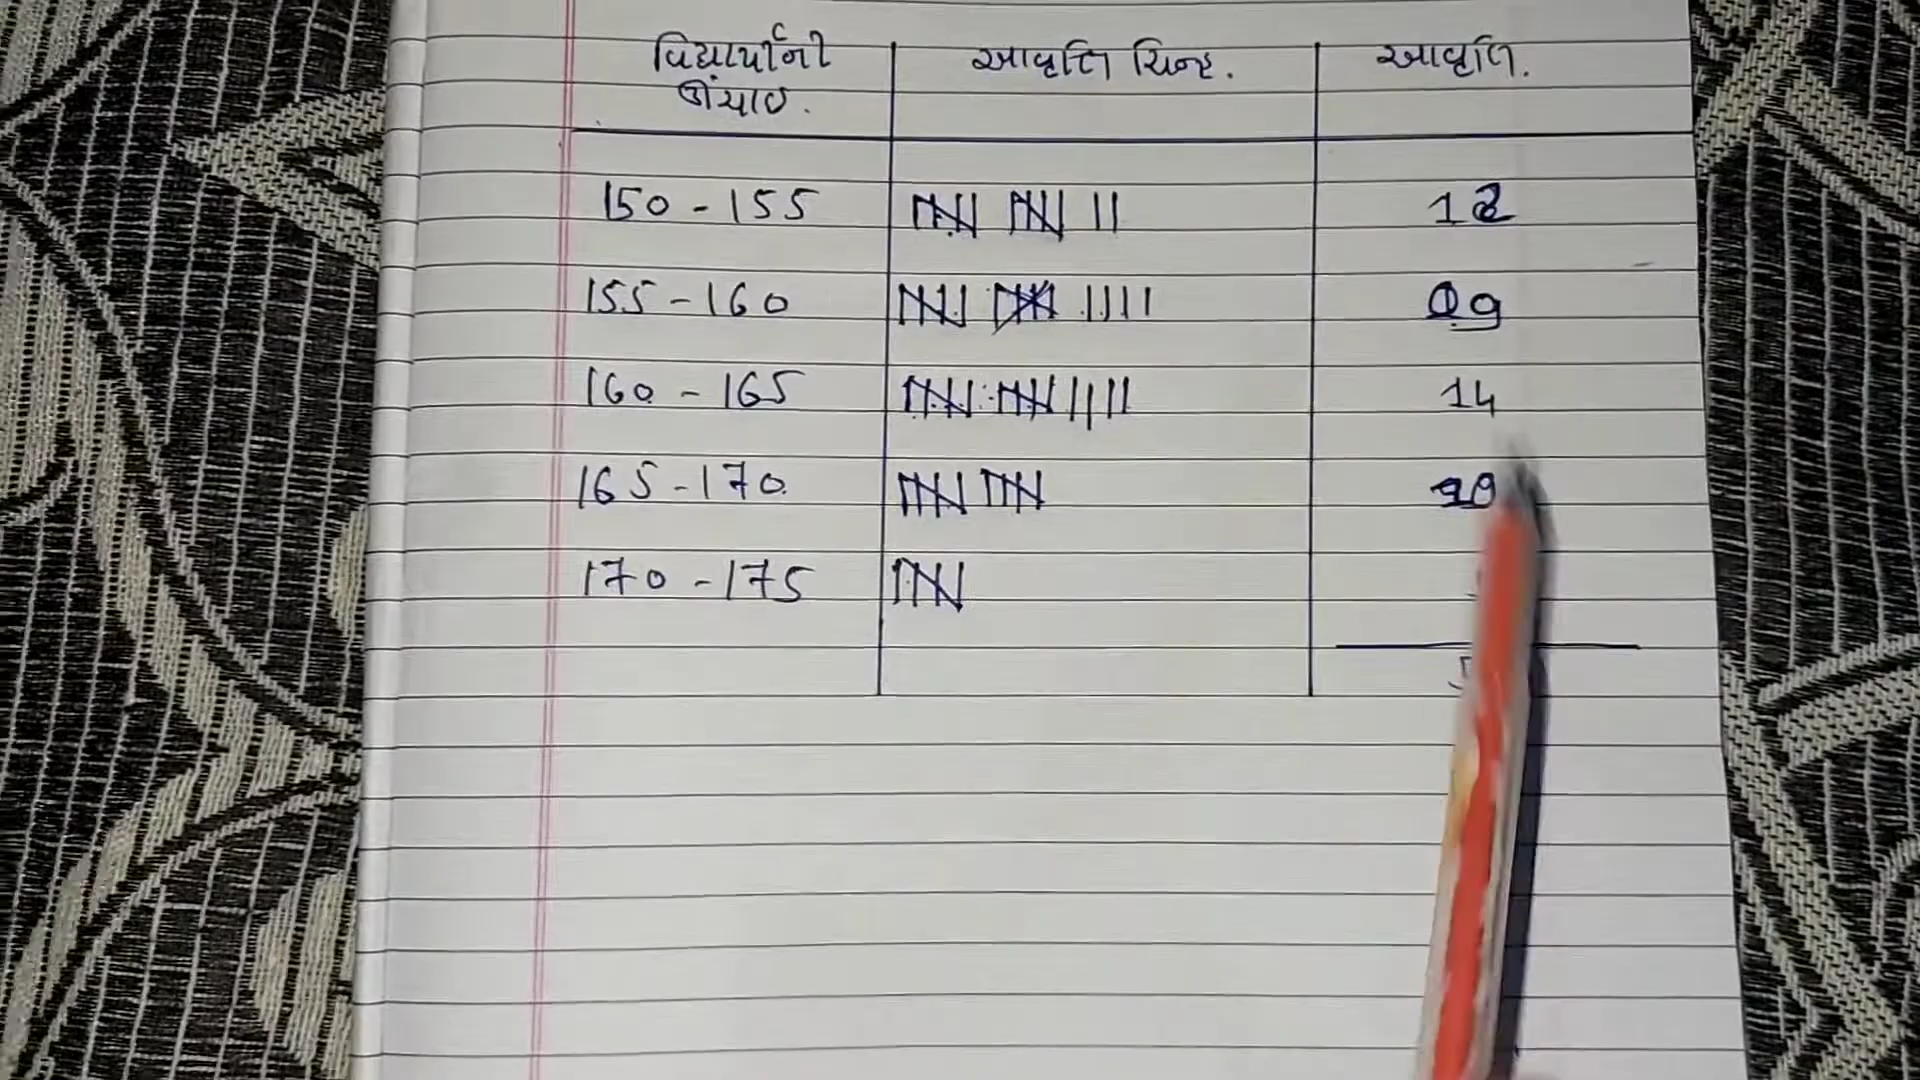 વિદ્યાર્થીની આવૃત્તિ ચિન્હ. આવૃત્તિ.
ઊંચાઈ.
150 - 155 12
155 - 160 09
160 - 165 14
165 - 170 10
170 - 175